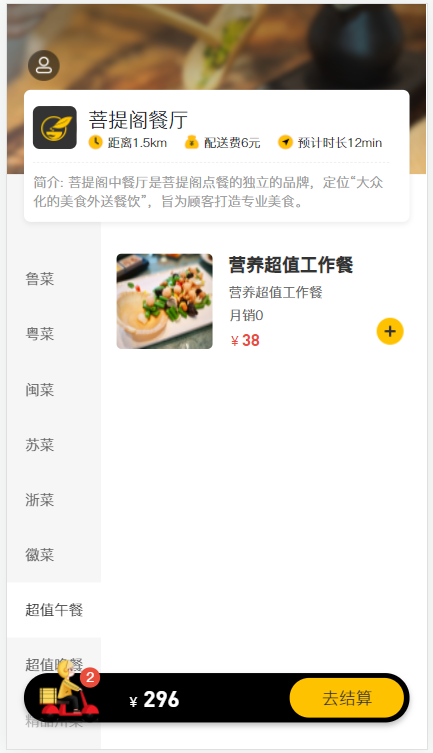 菩提阁餐厅
距离1.5km 配送费6元 预计时长12min
简介: 菩提阁中餐厅是菩提阁点餐的独立的品牌，定位“大众
化的美食外送餐饮”，旨为顾客打造专业美食。
鲁菜
粤菜
闽菜
苏菜
浙菜
徽菜
超值午餐
超值晚餐
营养超值工作餐
营养超值工作餐
月销0
￥38
2
￥ 296
去结算